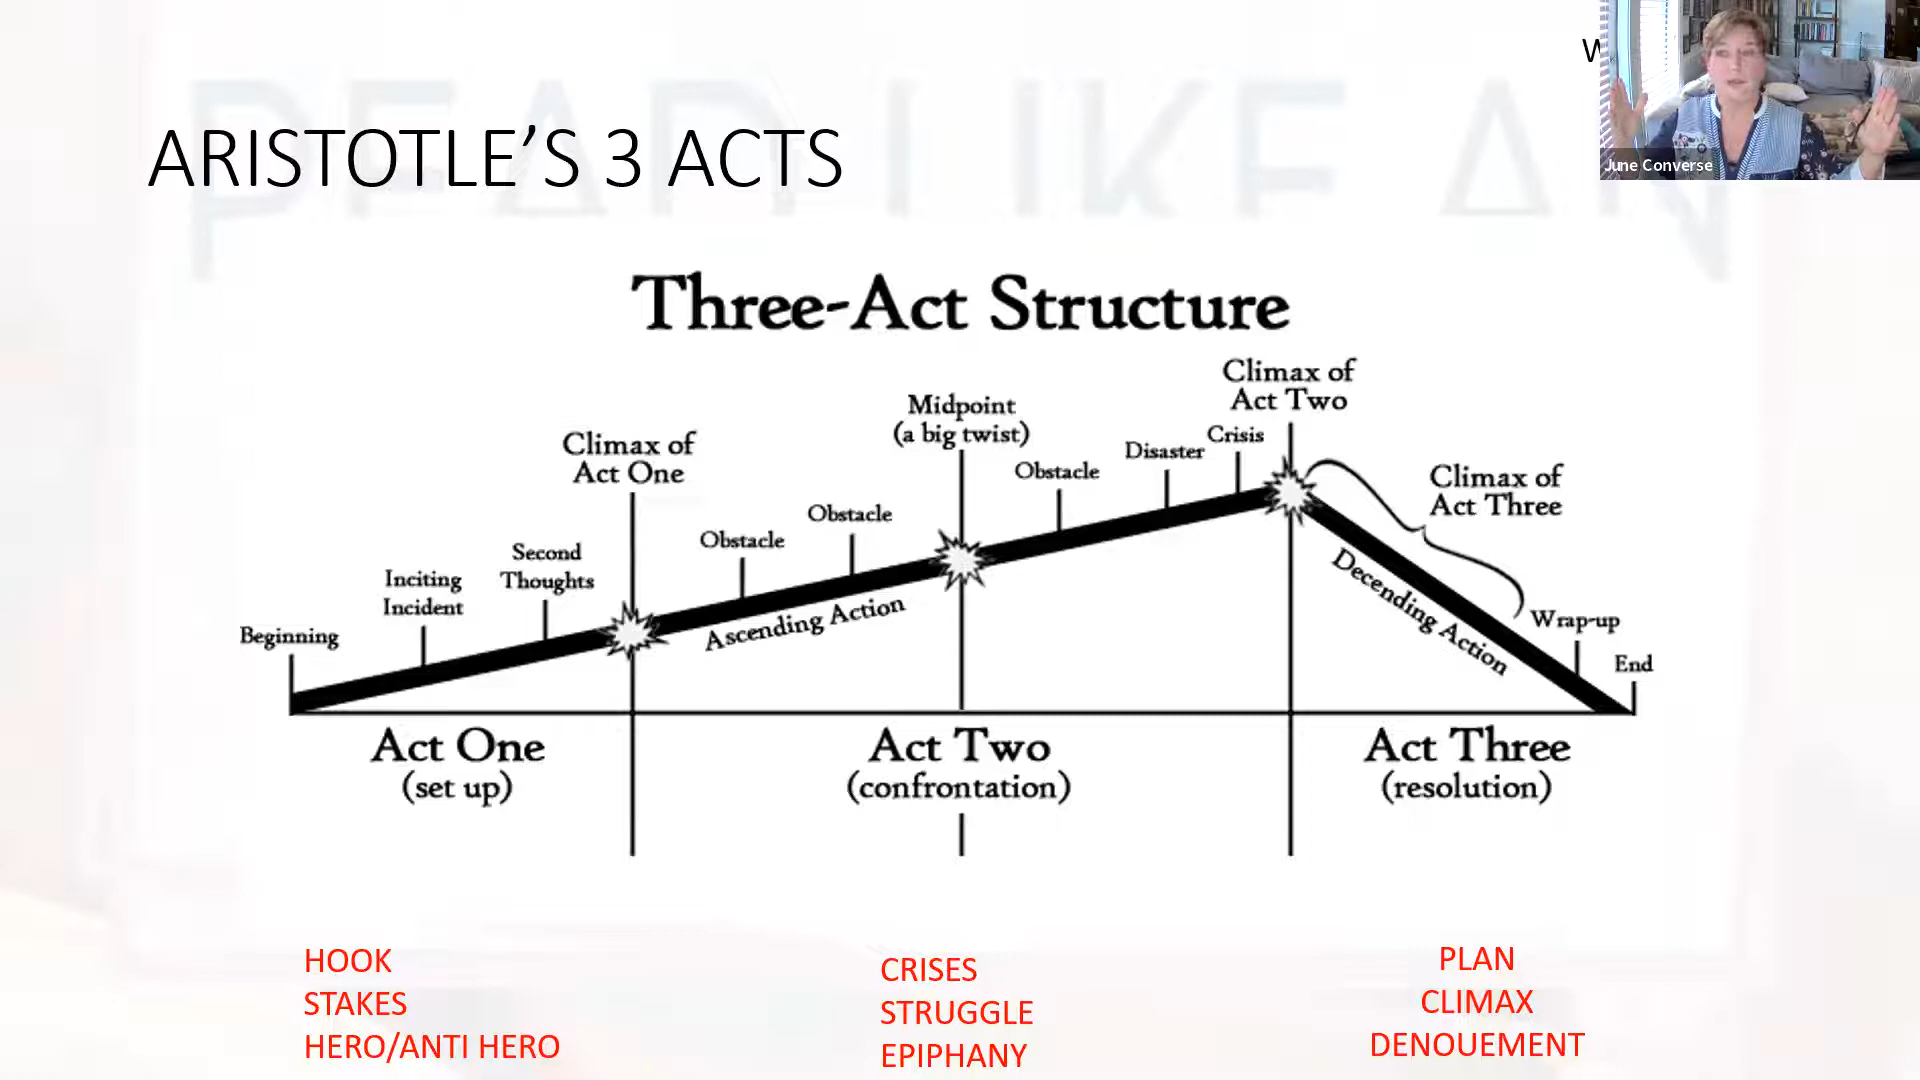 ARISTOTLE’S 3 ACTS
June Converse
Three-Act Structure
Climax of
Act Two
Midpoint
(a big twist)
Crisis
Climax of
Act One
Disaster
Obstacle
Climax of
Act Three
Obstacle
Obstacle
Second
Thoughts
Inciting
Incident
Beginning
Ascending Action
Decending Action
Wrap-up
End
Act One
(set up)
Act Two
(confrontation)
Act Three
(resolution)
HOOK
STAKES
HERO/ANTI HERO
CRISES
STRUGGLE
EPIPHANY
PLAN
CLIMAX
DENOUEMENT